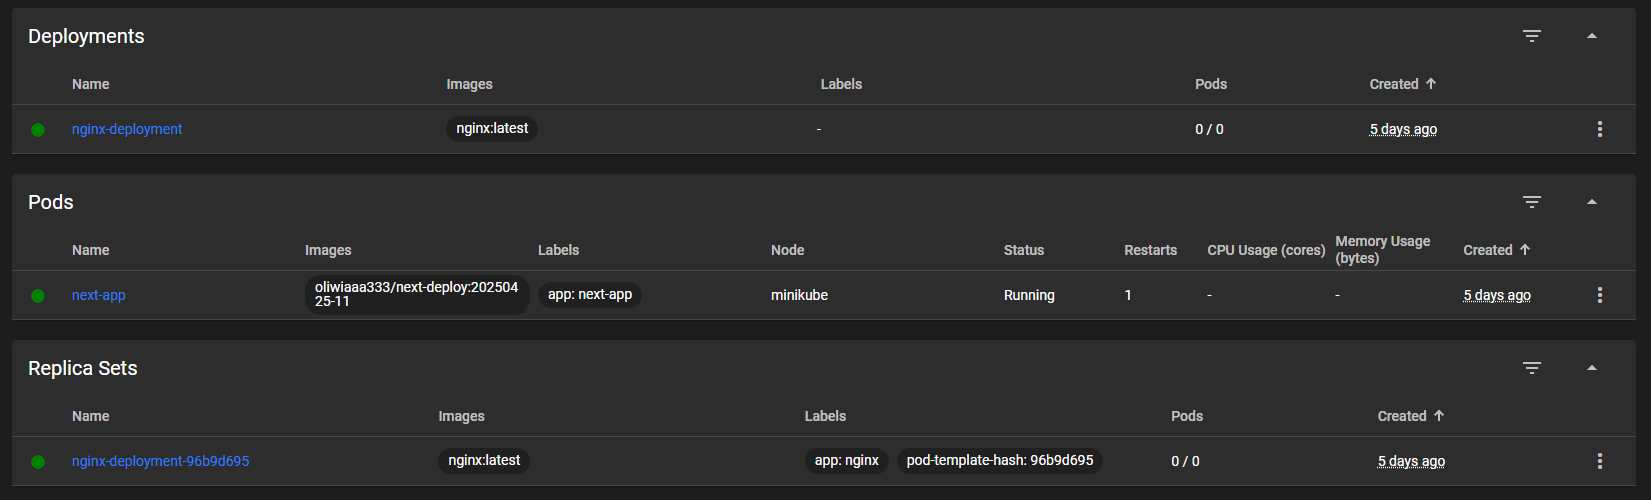 Deployments
Name Images Labels Pods Created
nginx-deployment nginx:latest - 0 / 0 5 days ago
Pods
Name Images Labels Node Status Restarts CPU Usage (cores) Memory Usage (bytes) Created
next-app oliwiaaa333/next-deploy:20250425-11 app: next-app minikube Running 1 - - 5 days ago
Replica Sets
Name Images Labels Pods Created
nginx-deployment-96b9d695 nginx:latest app: nginx pod-template-hash: 96b9d695 0 / 0 5 days ago